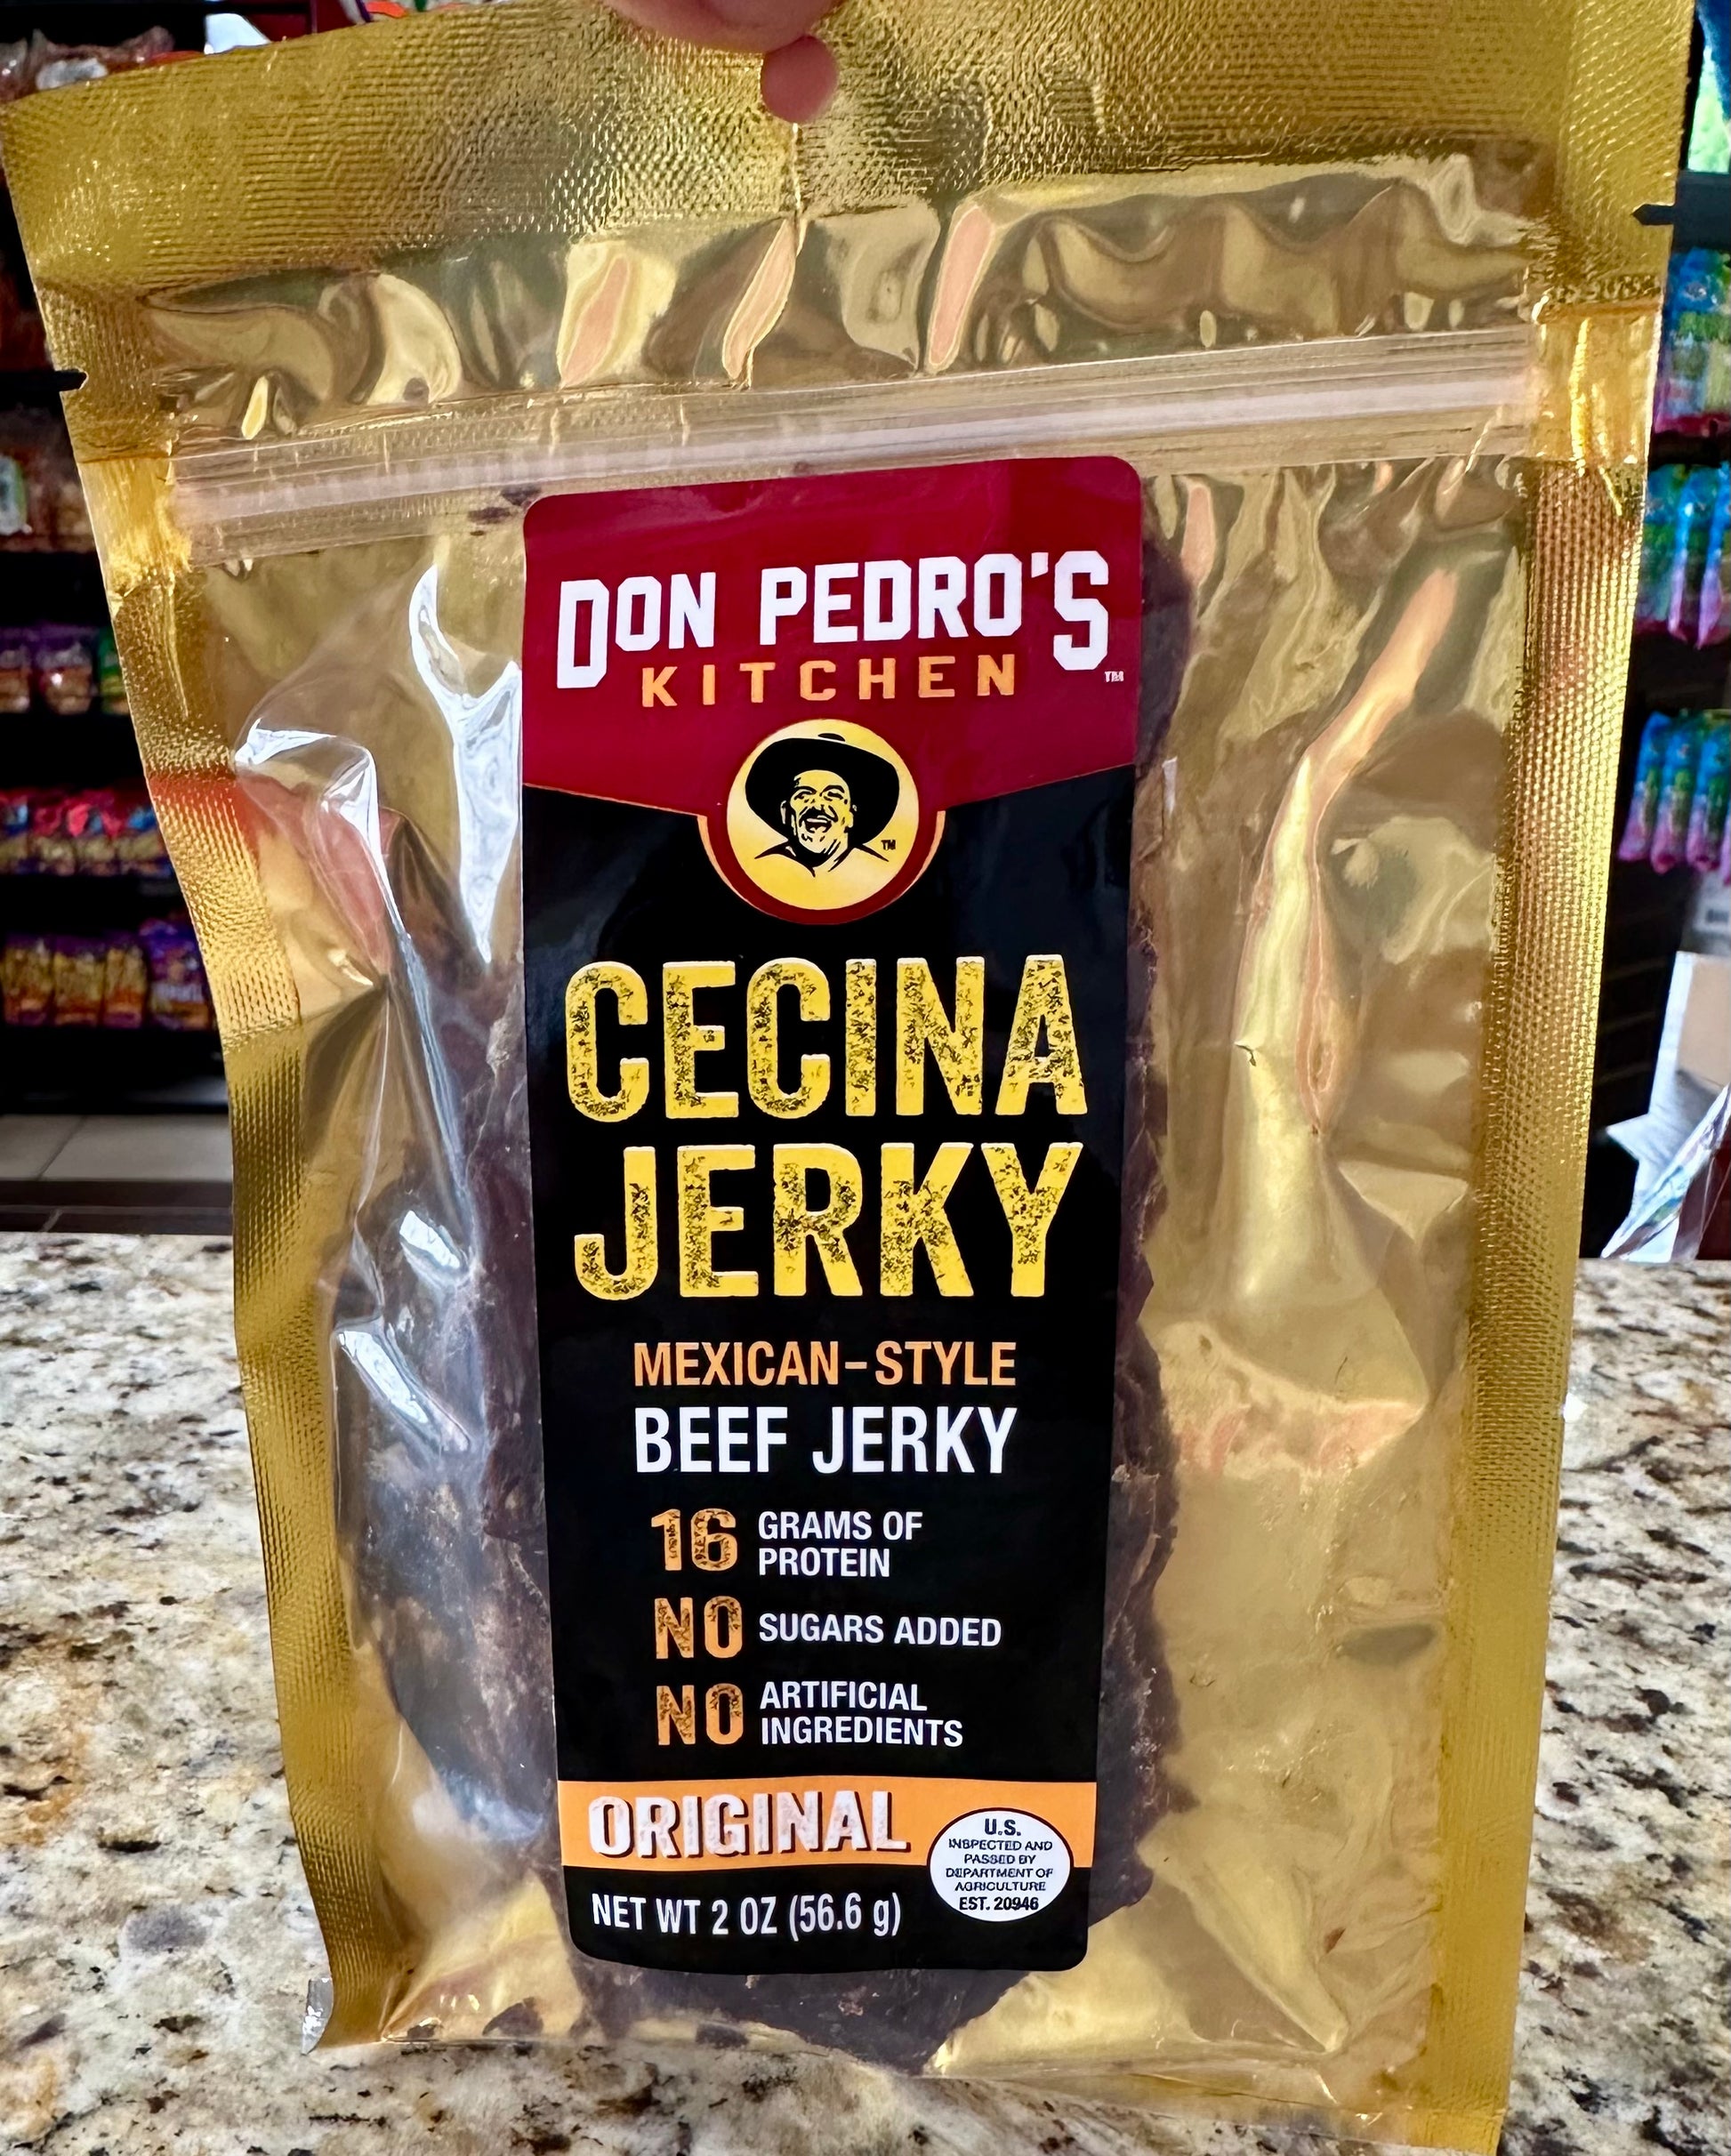 DON PEDRO'S
TM
KITCHEN
TM
CECINA
JERKY
MEXICAN-STYLE
BEEF JERKY
16 GRAMS OF
PROTEIN
NO SUGARS ADDED
NO ARTIFICIAL
INGREDIENTS
ORIGINAL
U.S.
INSPECTED AND
PASSED BY
DEPARTMENT OF
AGRICULTURE
EST. 20946
NET WT 2 OZ (56.6 g)